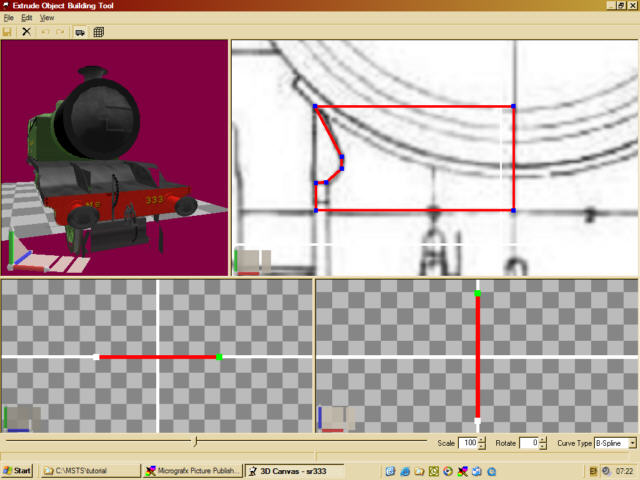 Extrude Object Building Tool
File Edit View
333
Scale 100 Rotate 0 Curve Type B-Spline
Start C:\MSTS\tutorial Micrografx Picture Publish... 3D Canvas - sr333 07:22